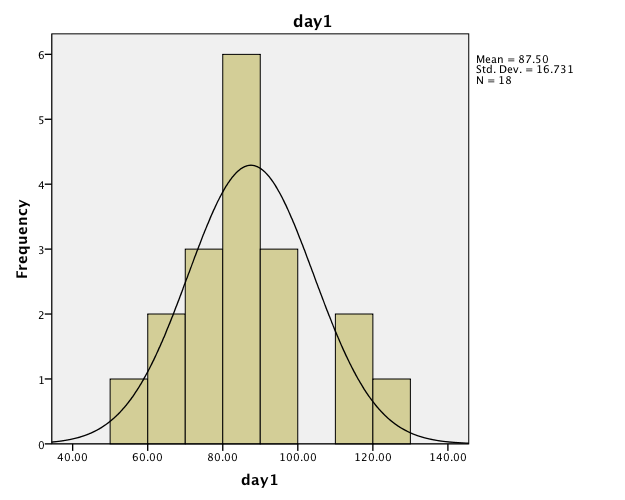 day1
Mean = 87.50
Std. Dev. = 16.731
N = 18
Frequency
6
5
4
3
2
1
0
40.00 60.00 80.00 100.00 120.00 140.00
day1